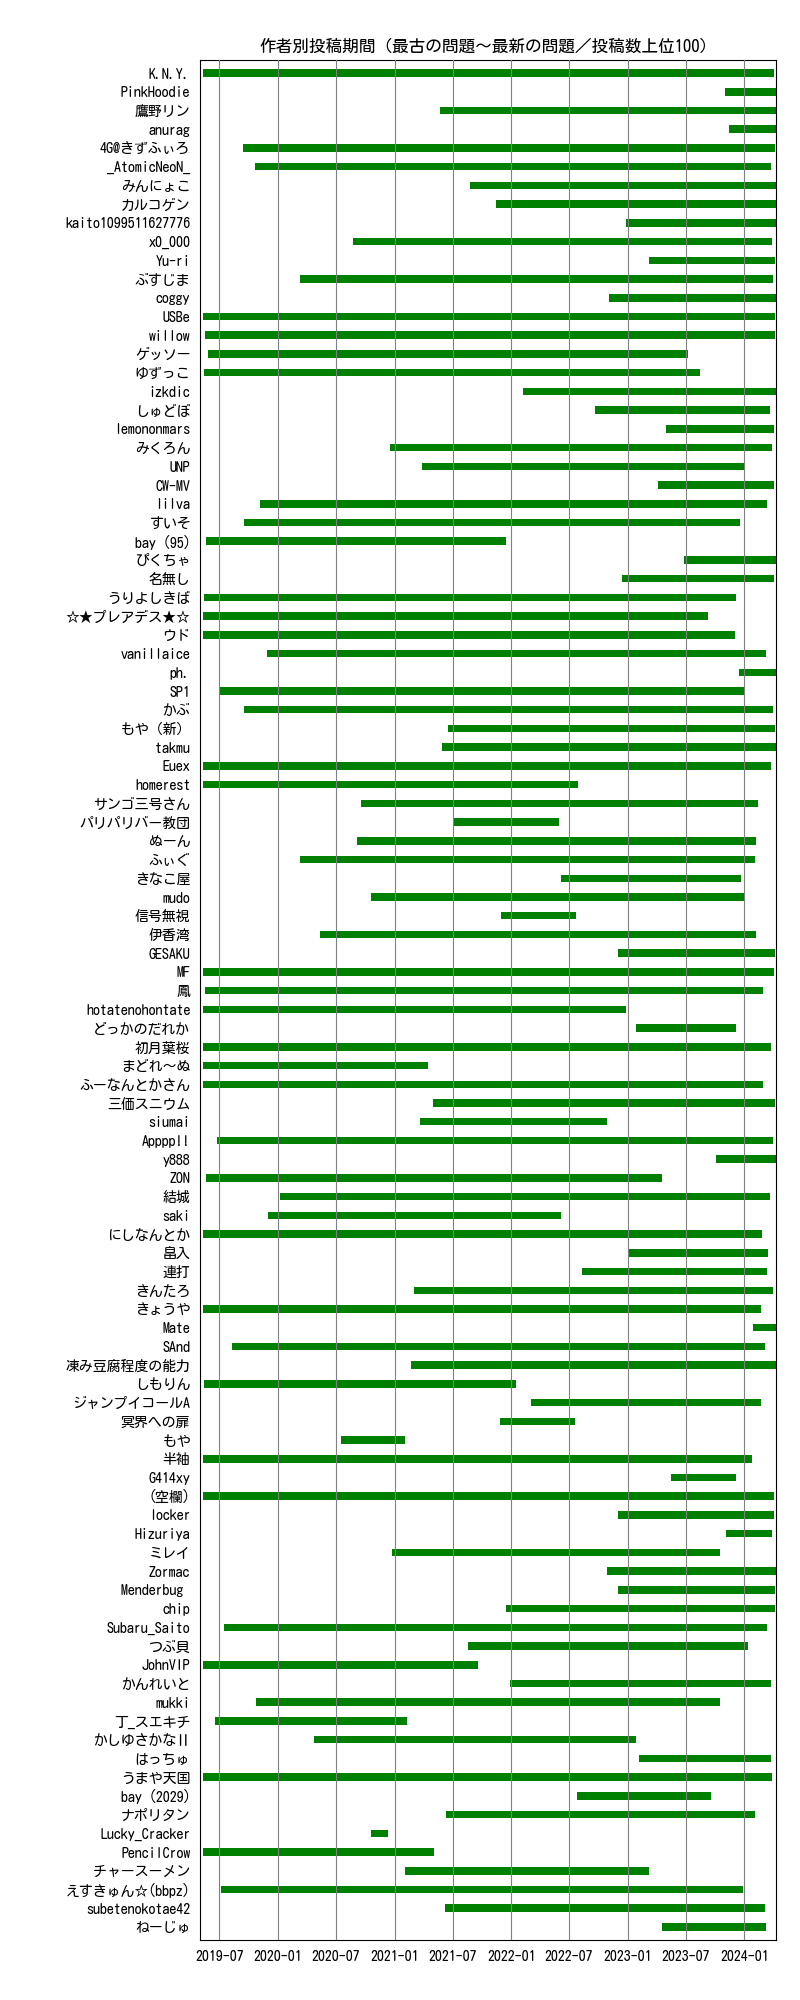 作者別投稿期間（最古の問題～最新の問題／投稿数上位100）
K.N.Y.
PinkHoodie
鷹野リン
anurag
4G@きずふぃろ
_AtomicNeoN_
みんにょこ
カルコゲン
kaito1099511627776
x0_000
Yu-ri
ぶすじま
coggy
USBe
willow
ゲッソー
ゆずっこ
izkdic
しゅどぼ
lemononmars
みくろん
UNP
CW-MV
lilva
すいそ
bay (95)
ぴくちゃ
名無し
うりよしきば
☆★プレアデス★☆
ウド
vanillaice
ph.
SP1
かぶ
もや（新）
takmu
Euex
homerest
サンゴ三号さん
パリパリバー教団
ぬーん
ふぃぐ
きなこ屋
mudo
信号無視
伊香湾
GESAKU
MF
鳳
hotatenohontate
どっかのだれか
初月葉桜
まどれ～ぬ
ふーなんとかさん
三価スニウム
siumai
Appppll
y888
ZON
結城
saki
にしなんとか
畠入
連打
きんたろ
きょうや
Mate
SAnd
凍み豆腐程度の能力
しもりん
ジャンプイコールA
冥界への扉
もや
半袖
G414xy
(空欄)
locker
Hizuriya
ミレイ
Zormac
Menderbug
chip
Subaru_Saito
つぶ貝
JohnVIP
かんれいと
mukki
丁_スエキチ
かしゆさかなII
はっちゅ
うまや天国
bay (2029)
ナポリタン
Lucky_Cracker
PencilCrow
チャースーメン
えすきゅん☆(bbpz)
subetenokotae42
ねーじゅ
2019-07 2020-01 2020-07 2021-01 2021-07 2022-01 2022-07 2023-01 2023-07 2024-01